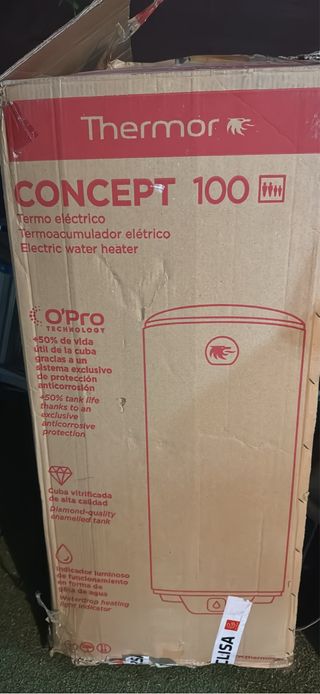 Thermor
CONCEPT 100
Termo eléctrico
Termoacumulador elétrico
Electric water heater
O'Pro
TECHNOLOGY
+50% de vida
útil de la cuba
gracias a un
sistema exclusivo
de protección
anticorrosión
+50% tank life
thanks to an
exclusive
anticorrosive
protection
Cuba vitrificada
de alta calidad
Diamond-quality
enamelled tank
Indicador luminoso
de funcionamiento
en forma de
gota de agua
Waterdrop heating
light indicator
CLISA